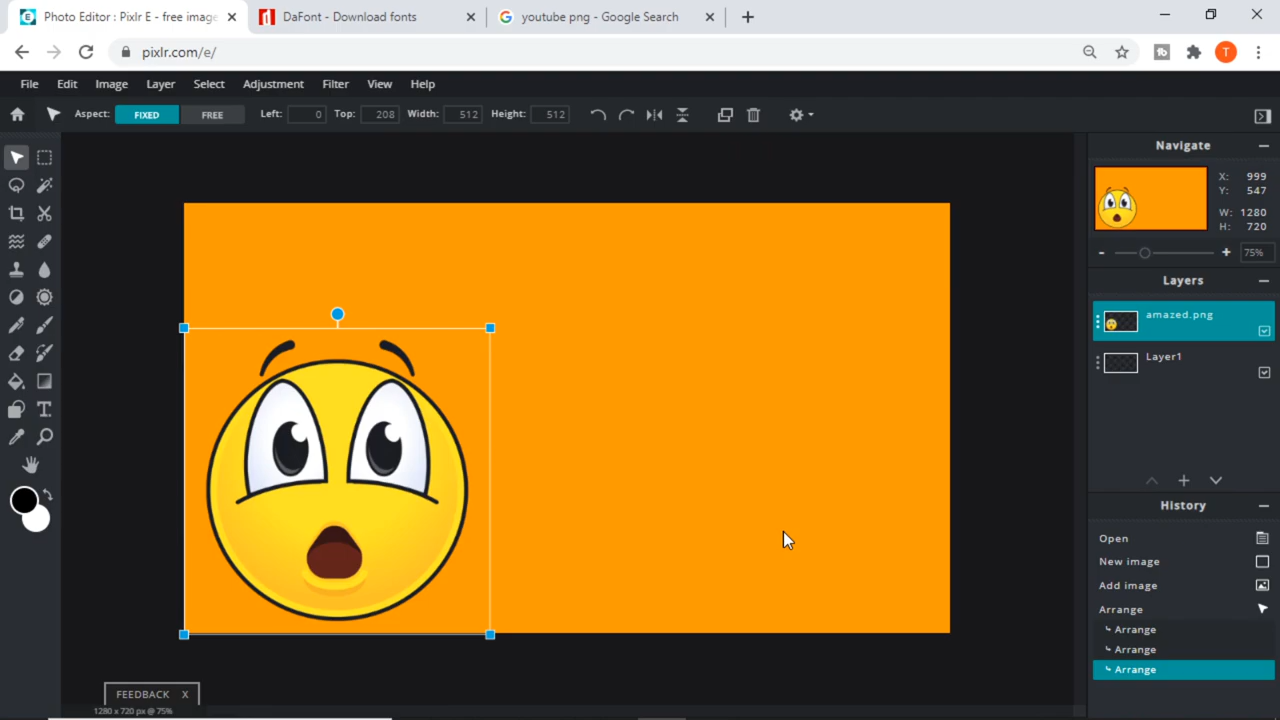 Photo Editor : Pixlr E - free image
DaFont - Download fonts
youtube png - Google Search
pixlr.com/e/
T
File Edit Image Layer Select Adjustment Filter View Help
Aspect: FIXED FREE Left: 0 Top: 208 Width: 512 Height: 512
Navigate
X: 999
Y: 547
W: 1280
H: 720
75%
Layers
amazed.png
Layer1
History
Open
New image
Add image
Arrange
Arrange
Arrange
Arrange
FEEDBACK X
1280 x 720 px @ 75%